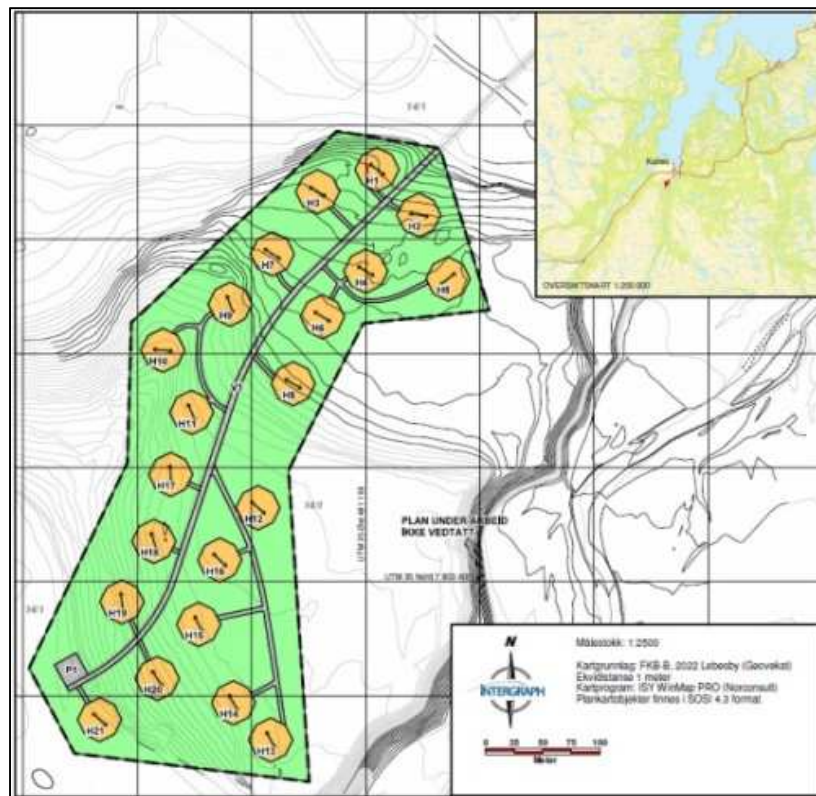 Kunes
OVERSIKTSKART 1:200 000
H1
H3
H2
H7
H4
H6
H9
H10
H8
V1
H11
H17
H12
PLAN UNDER ARBEID
IKKE VEDTATT
H18
H16
H19
H15
P1
H20
H14
H21
H13
N
INTERGRAPH
Målestokk: 1:2500
Kartgrunnlag: FKB-B, 2022 Lebesby (Geovekst)
Ekvidistanse 1 meter
Kartprogram: ISY WinMap PRO (Norconsult)
Plankartobjekter finnes i SOSI 4.3 format
0 25 50 75 100
Meter